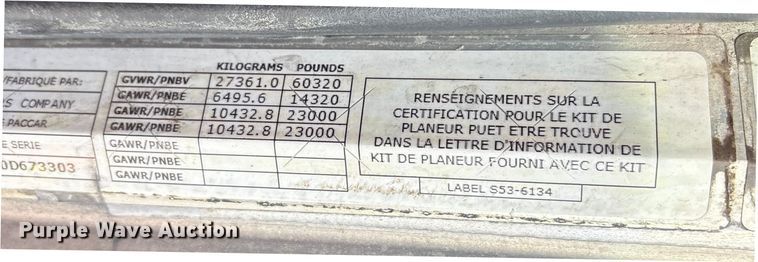 KILOGRAMS POUNDS
/FABRIQUÉ PAR: GVWR/PNBV 27361.0 60320
S COMPANY GAWR/PNBE 6495.6 14320
PACCAR GAWR/PNBE 10432.8 23000
GAWR/PNBE 10432.8 23000
E SERIE GAWR/PNBE
0D673303 GAWR/PNBE
GAWR/PNBE
RENSEIGNEMENTS SUR LA
CERTIFICATION POUR LE KIT DE
PLANEUR PUET ETRE TROUVE
DANS LA LETTRE D'INFORMATION DE
KIT DE PLANEUR FOURNI AVEC CE KIT
LABEL S53-6134
Purple Wave Auction